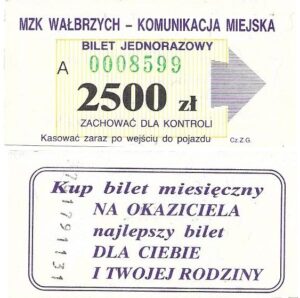 MZK WAŁBRZYCH – KOMUNIKACJA MIEJSKA
BILET JEDNORAZOWY
A 0008599
2500 zł
ZACHOWAĆ DLA KONTROLI
Kasować zaraz po wejściu do pojazdu
Cz.Z.G.
Kup bilet miesięczny
NA OKAZICIELA
najlepszy bilet
DLA CIEBIE
I TWOJEJ RODZINY